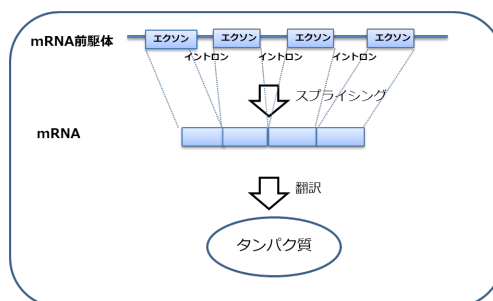 mRNA前駆体
エクソン エクソン エクソン エクソン
イントロン イントロン イントロン
スプライシング
mRNA
翻訳
タンパク質